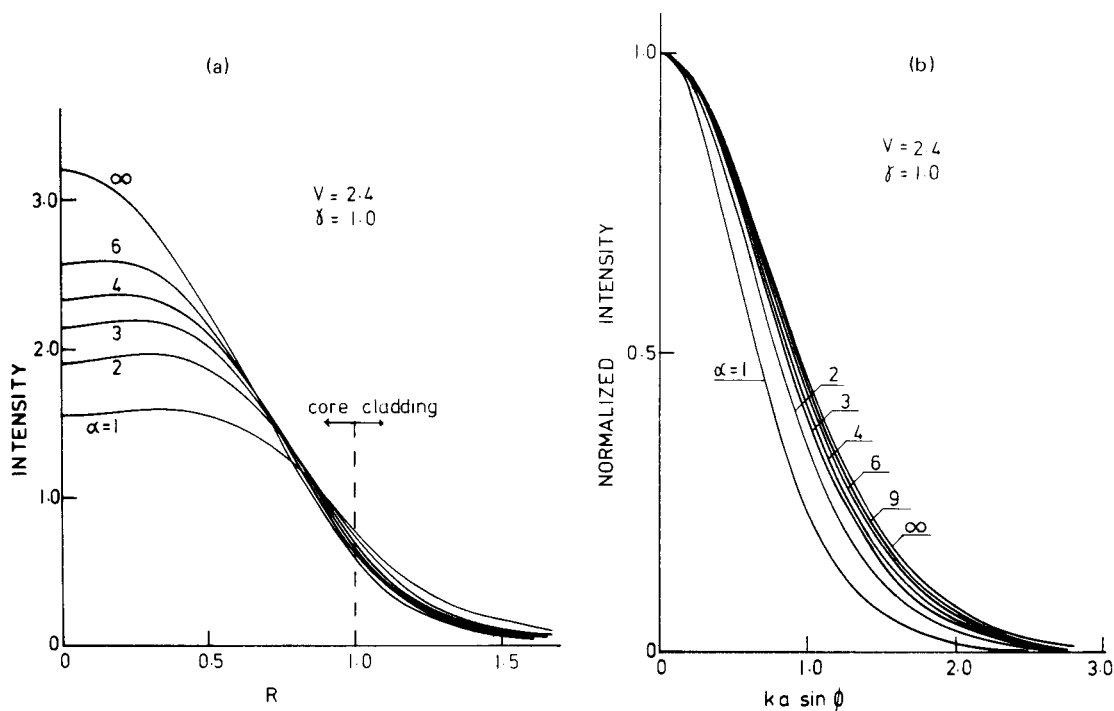 (a)
INTENSITY
3.0
2.0
1.0
0
∞
6
4
3
2
α=1
V = 2.4
γ = 1.0
core cladding
0
0.5
1.0
1.5
R
(b)
NORMALIZED INTENSITY
1.0
0.5
0
V = 2.4
γ = 1.0
α=1
2
3
4
6
9
∞
0
1.0
2.0
3.0
ka sin ϕ